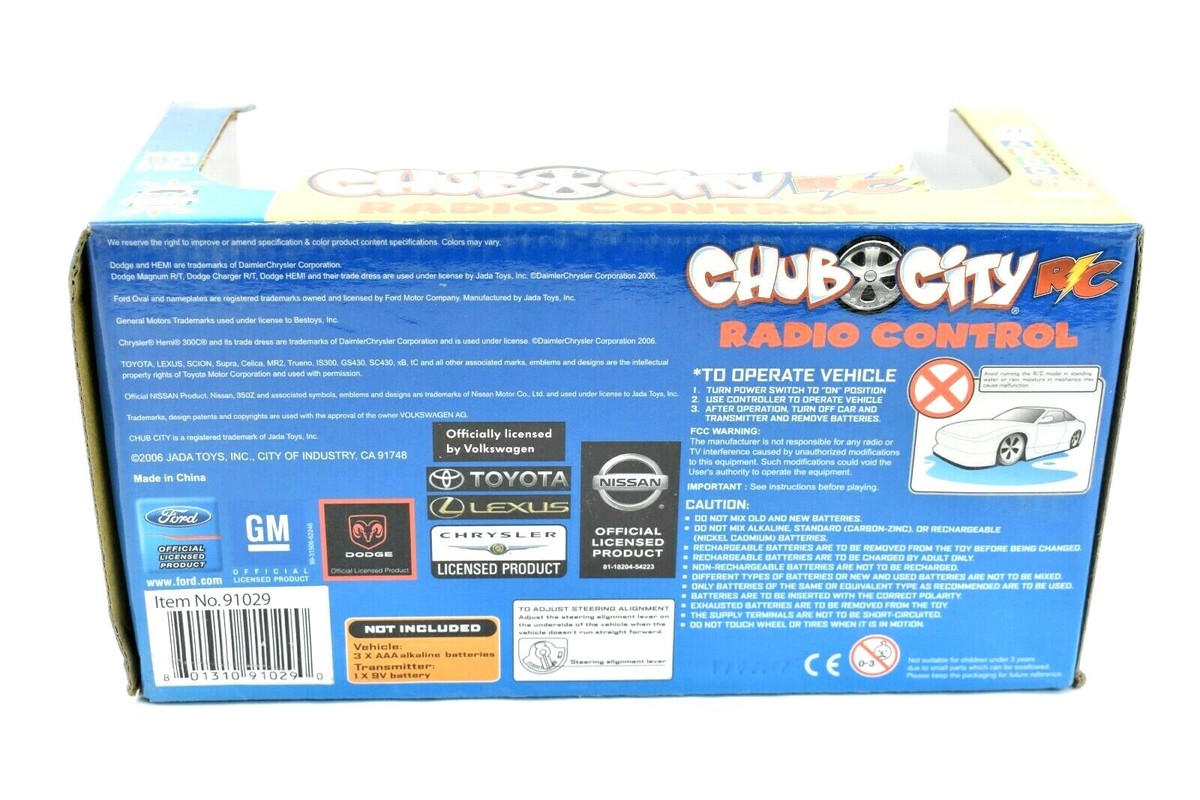 CHUB CITY R/C
RADIO CONTROL
We reserve the right to improve or amend specification & color product content specifications. Colors may vary.
Dodge and HEMI are trademarks of DaimlerChrysler Corporation.
Dodge Magnum R/T, Dodge Charger R/T, Dodge HEMI and their trade dress are used under license by Jada Toys, Inc. ©DaimlerChrysler Corporation 2006.
Ford Oval and nameplates are registered trademarks owned and licensed by Ford Motor Company. Manufactured by Jada Toys, Inc.
General Motors Trademarks used under license to Bestoys, Inc.
Chrysler® Hemi® 300C® and its trade dress are trademarks of DaimlerChrysler Corporation and is used under license. ©DaimlerChrysler Corporation 2006.
TOYOTA, LEXUS, SCION, Supra, Celica, MR2, Trueno, IS300, GS430, SC430, xB, tC and all other associated marks, emblems and designs are the intellectual
property rights of Toyota Motor Corporation and used with permission.
Official NISSAN Product. Nissan, 350Z and associated symbols, emblems and designs are trademarks of Nissan Motor Co., Ltd. and used under license to Jada Toys, Inc.
Trademarks, design patents and copyrights are used with the approval of the owner VOLKSWAGEN AG.
CHUB CITY is a registered trademark of Jada Toys, Inc.
©2006 JADA TOYS, INC., CITY OF INDUSTRY, CA 91748
Made in China
Officially licensed
by Volkswagen
TOYOTA
LEXUS
CHRYSLER
LICENSED PRODUCT
NISSAN
®
OFFICIAL
LICENSED
PRODUCT
81-18204-54223
Ford
OFFICIAL
LICENSED
PRODUCT
www.ford.com
GM
OFFICIAL
LICENSED PRODUCT
DODGE
Official Licensed Product
Item No.91029
8 01310 91029 0
NOT INCLUDED
Vehicle:
3 X AAA alkaline batteries
Transmitter:
1 X 9V battery
TO ADJUST STEERING ALIGNMENT
Adjust the steering alignment lever on
the underside of the vehicle when the
vehicle doesn't run straight forward.
Steering alignment lever
CHUB CITY R/C
®
RADIO CONTROL
*TO OPERATE VEHICLE
1. TURN POWER SWITCH TO "ON" POSITION
2. USE CONTROLLER TO OPERATE VEHICLE
3. AFTER OPERATION, TURN OFF CAR AND
TRANSMITTER AND REMOVE BATTERIES.
Avoid running the R/C model in standing
water or rain, moisture in mechanics may
cause malfunction.
FCC WARNING:
The manufacturer is not responsible for any radio or
TV interference caused by unauthorized modifications
to this equipment. Such modifications could void the
User's authority to operate the equipment.
IMPORTANT : See instructions before playing.
CAUTION:
• DO NOT MIX OLD AND NEW BATTERIES.
• DO NOT MIX ALKALINE, STANDARD (CARBON-ZINC), OR RECHARGEABLE
(NICKEL CADMIUM) BATTERIES.
• RECHARGEABLE BATTERIES ARE TO BE REMOVED FROM THE TOY BEFORE BEING CHANGED.
• RECHARGEABLE BATTERIES ARE TO BE CHARGED BY ADULT ONLY.
• NON-RECHARGEABLE BATTERIES ARE NOT TO BE RECHARGED.
• DIFFERENT TYPES OF BATTERIES OR NEW AND USED BATTERIES ARE NOT TO BE MIXED.
• ONLY BATTERIES OF THE SAME OR EQUIVALENT TYPE AS RECOMMENDED ARE TO BE USED.
• BATTERIES ARE TO BE INSERTED WITH THE CORRECT POLARITY.
• EXHAUSTED BATTERIES ARE TO BE REMOVED FROM THE TOY.
• THE SUPPLY TERMINALS ARE NOT TO BE SHORT-CIRCUITED.
• DO NOT TOUCH WHEEL OR TIRES WHEN IT IS IN MOTION.
CE
0-3
Not suitable for children under 3 years
due to small parts which can be swallowed.
Please keep the packaging for future reference.